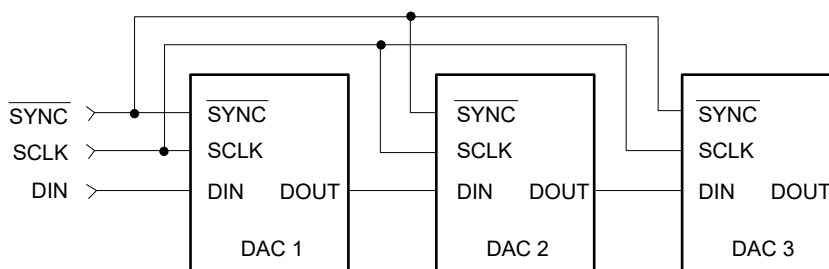 SYNC SYNC SYNC SYNC
SCLK SCLK SCLK SCLK
DIN DIN DOUT DIN DOUT DIN DOUT
DAC 1 DAC 2 DAC 3